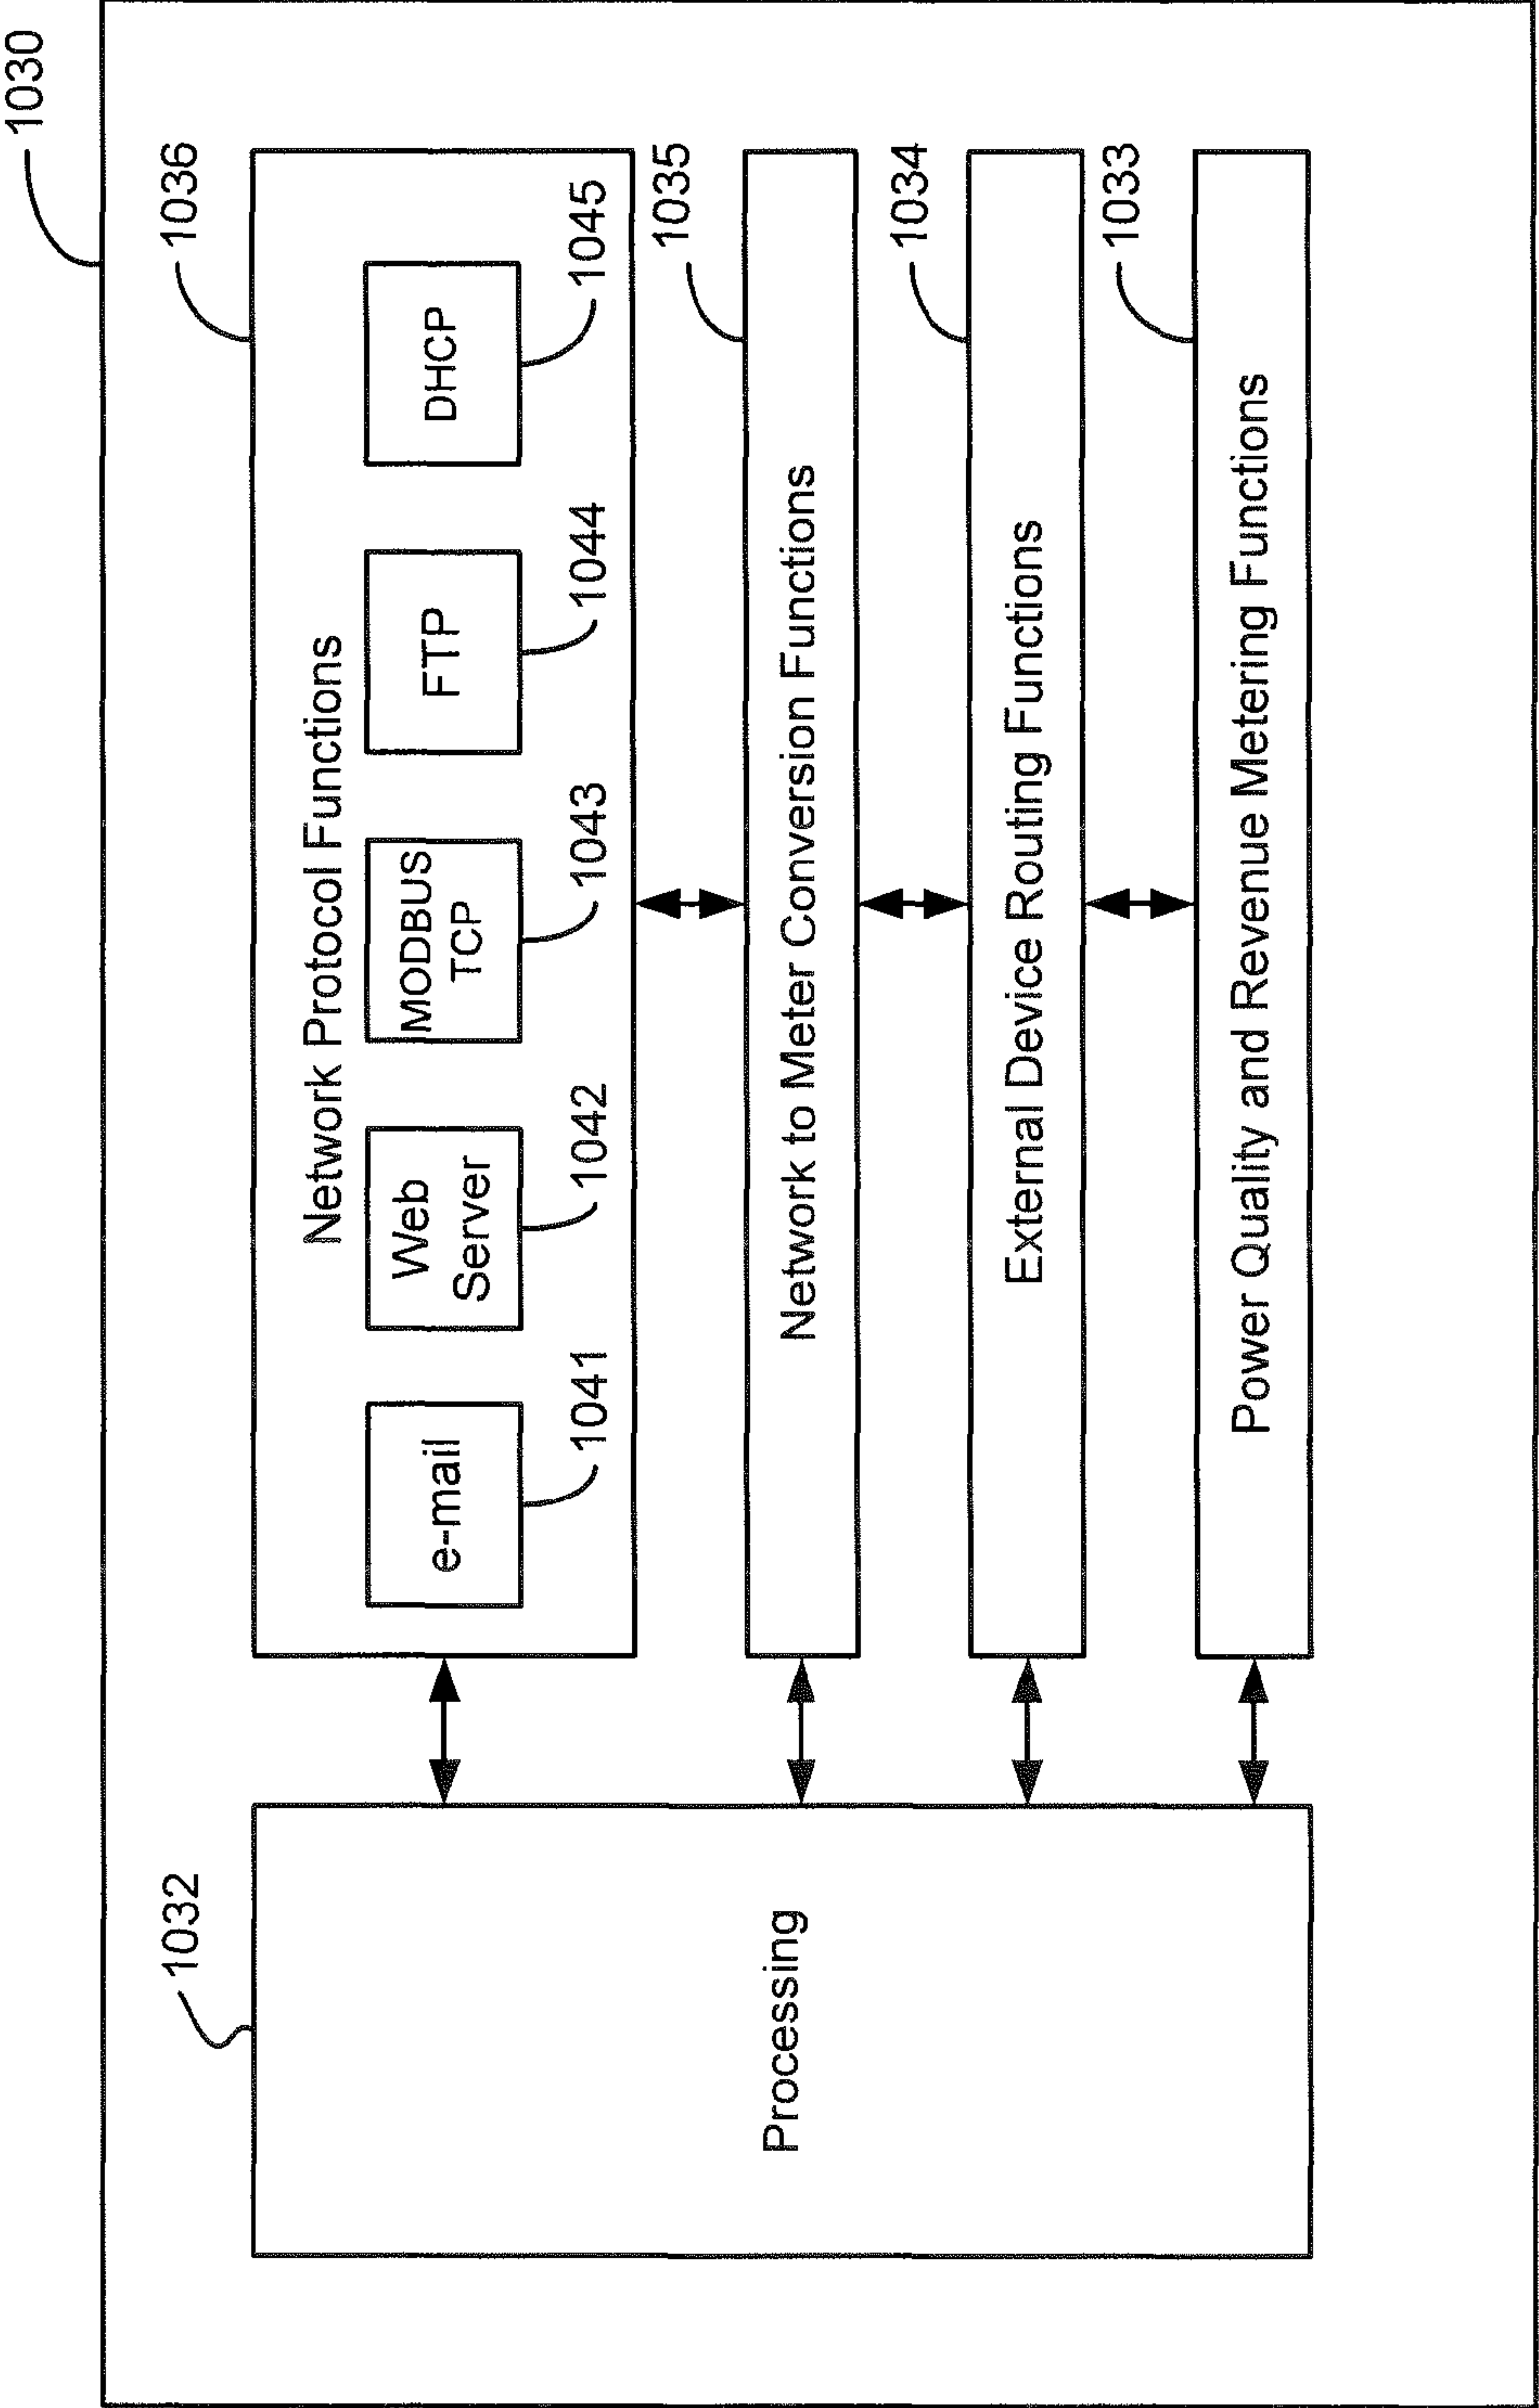 1030
1036
Network Protocol Functions
e-mail
Web
Server
MODBUS
TCP
FTP
DHCP
1041
1042
1043
1044
1045
1035
Network to Meter Conversion Functions
1034
External Device Routing Functions
1033
Power Quality and Revenue Metering Functions
1032
Processing